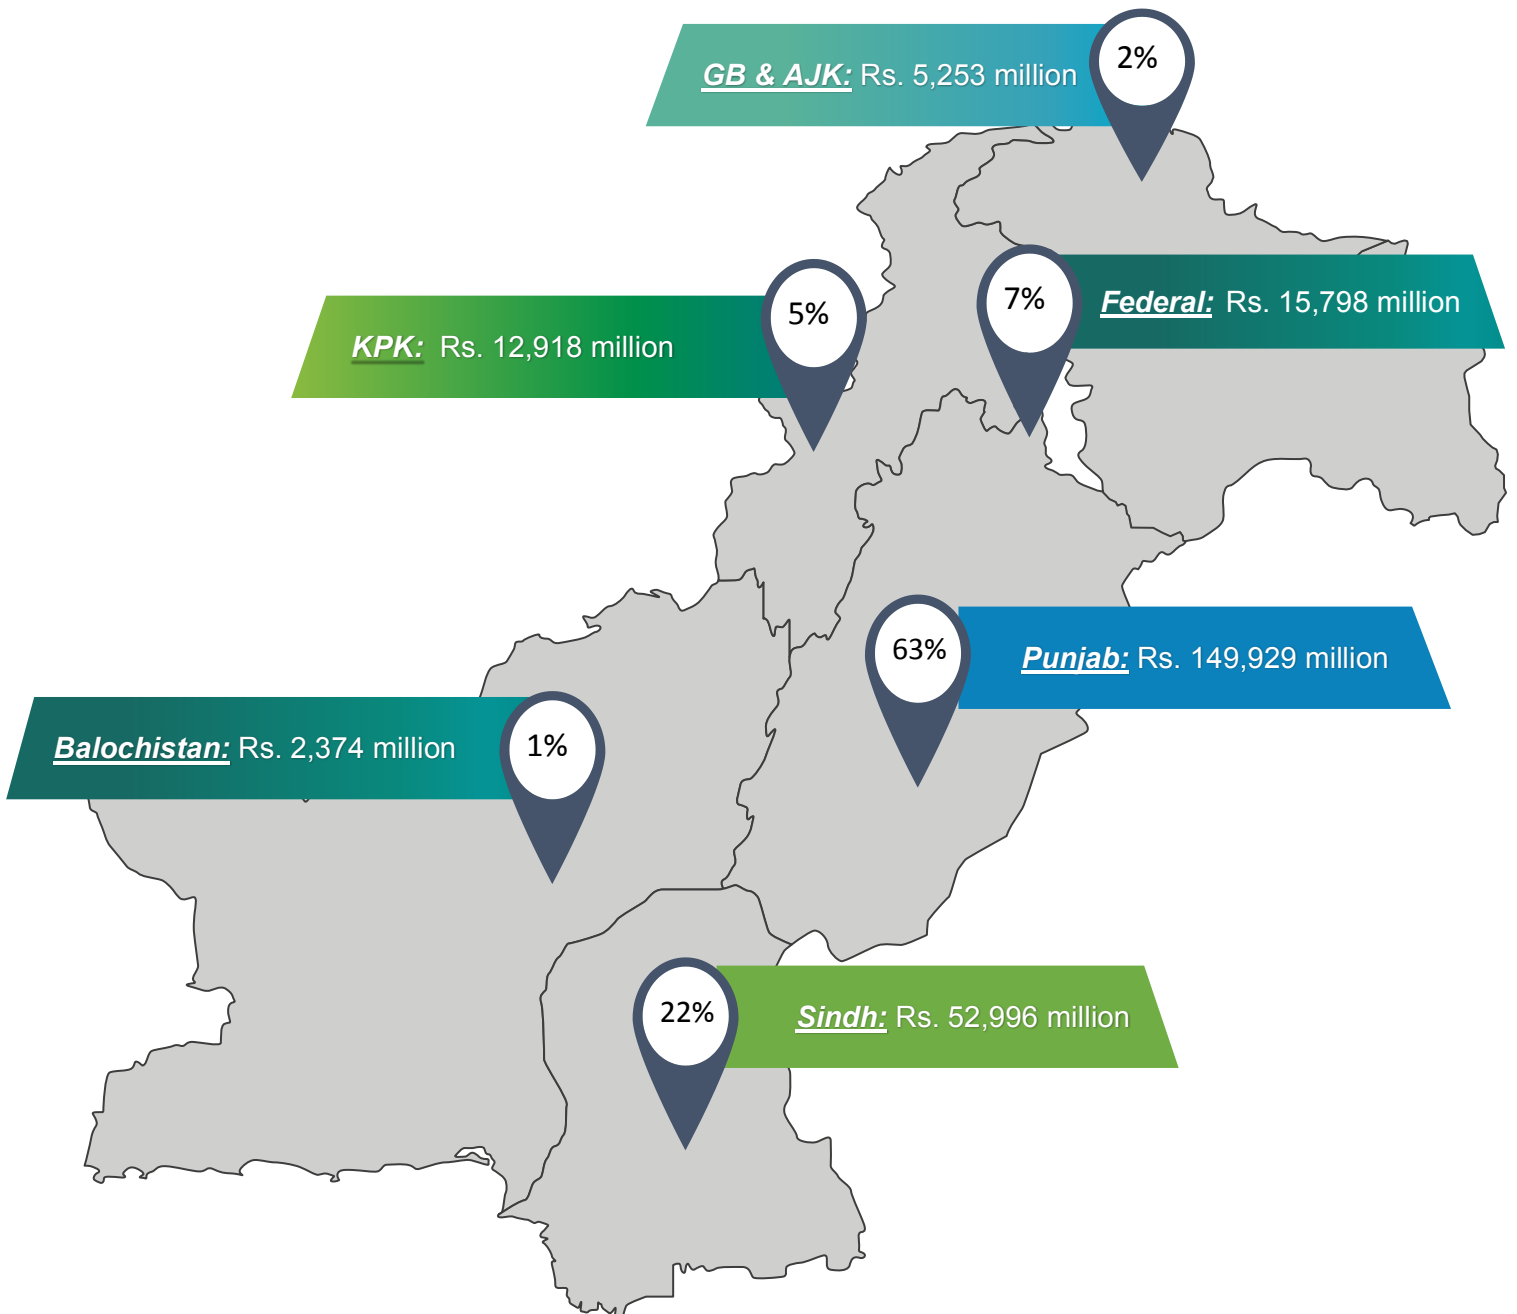 2%
GB & AJK: Rs. 5,253 million
7%
Federal: Rs. 15,798 million
5%
KPK: Rs. 12,918 million
63%
Punjab: Rs. 149,929 million
1%
Balochistan: Rs. 2,374 million
22%
Sindh: Rs. 52,996 million